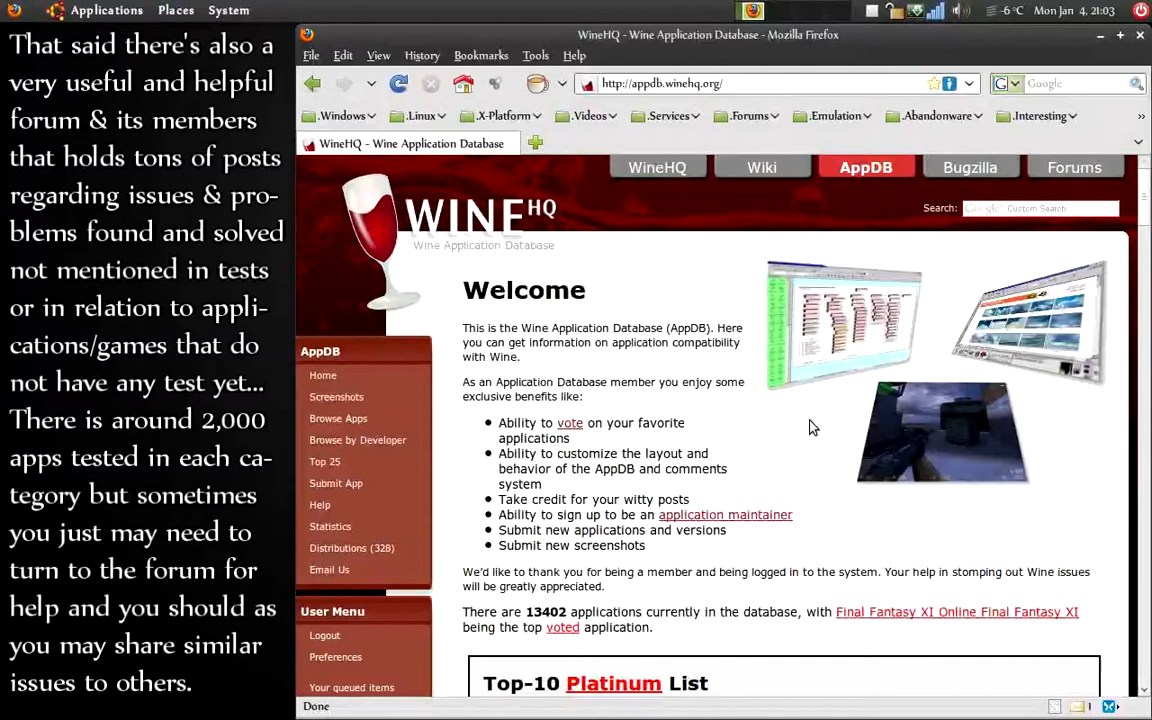 Applications Places System
-6 °C Mon Jan 4, 21:03
That said there's also a
very useful and helpful
forum & its members
that holds tons of posts
regarding issues & pro-
blems found and solved
not mentioned in tests
or in relation to appli-
cations/games that do
not have any test yet...
There is around 2,000
apps tested in each ca-
tegory but sometimes
you just may need to
turn to the forum for
help and you should as
you may share similar
issues to others.
WineHQ - Wine Application Database - Mozilla Firefox
File Edit View History Bookmarks Tools Help
http://appdb.winehq.org/
G Google
.Windows .Linux .X-Platform .Videos .Services .Forums .Emulation .Abandonware .Interesting »
WineHQ - Wine Application Database
WineHQ Wiki AppDB Bugzilla Forums
Search: Google Custom Search
WINE HQ
Wine Application Database
AppDB
Home
Screenshots
Browse Apps
Browse by Developer
Top 25
Submit App
Help
Statistics
Distributions (328)
Email Us
User Menu
Logout
Preferences
Your queued items
Welcome
This is the Wine Application Database (AppDB). Here
you can get information on application compatibility
with Wine.
As an Application Database member you enjoy some
exclusive benefits like:
Ability to vote on your favorite
applications
Ability to customize the layout and
behavior of the AppDB and comments
system
Take credit for your witty posts
Ability to sign up to be an application maintainer
Submit new applications and versions
Submit new screenshots
We'd like to thank you for being a member and being logged in to the system. Your help in stomping out Wine issues
will be greatly appreciated.
There are 13402 applications currently in the database, with Final Fantasy XI Online Final Fantasy XI
being the top voted application.
Top-10 Platinum List
Done
1